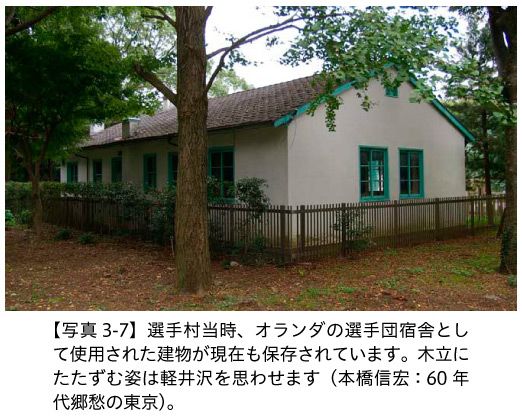 【写真 3-7】選手村当時、オランダの選手団宿舎とし
て使用された建物が現在も保存されています。木立に
たたずむ姿は軽井沢を思わせます（本橋信宏：60 年
代郷愁の東京）。